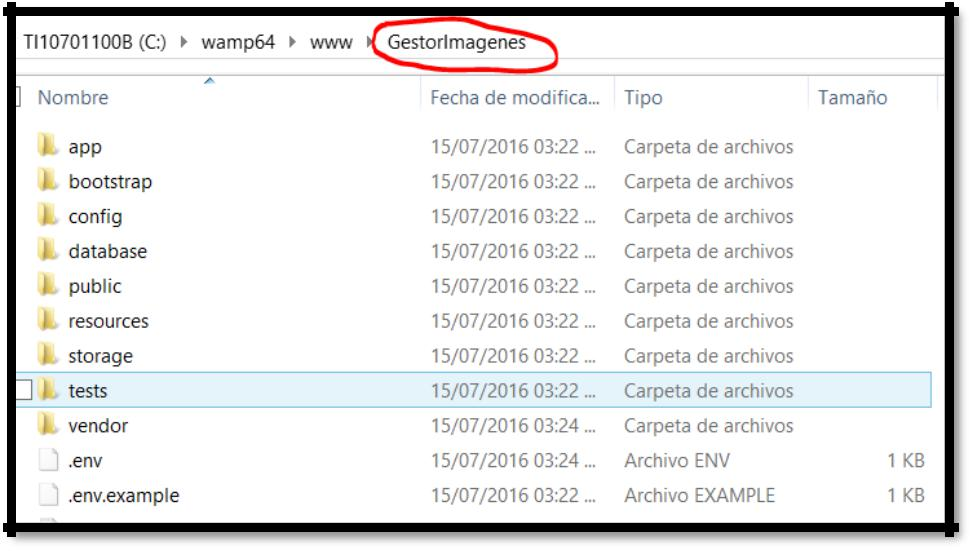 TI10701100B (C:) wamp64 www GestorImagenes
Nombre Fecha de modifica... Tipo Tamaño
app 15/07/2016 03:22 ... Carpeta de archivos
bootstrap 15/07/2016 03:22 ... Carpeta de archivos
config 15/07/2016 03:22 ... Carpeta de archivos
database 15/07/2016 03:22 ... Carpeta de archivos
public 15/07/2016 03:22 ... Carpeta de archivos
resources 15/07/2016 03:22 ... Carpeta de archivos
storage 15/07/2016 03:22 ... Carpeta de archivos
tests 15/07/2016 03:22 ... Carpeta de archivos
vendor 15/07/2016 03:24 ... Carpeta de archivos
.env 15/07/2016 03:24 ... Archivo ENV 1 KB
.env.example 15/07/2016 03:22 ... Archivo EXAMPLE 1 KB